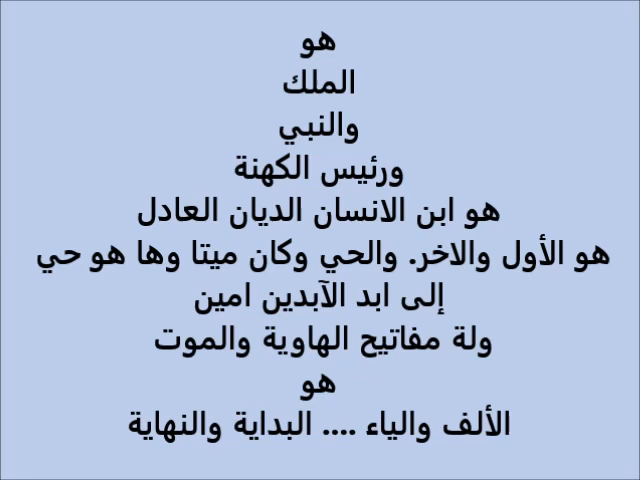 هو
الملك
والنبي
ورئيس الكهنة
هو ابن الانسان الديان العادل
هو الأول والاخر. والحي وكان ميتا وها هو حي
إلى ابد الآبدين امين
ولة مفاتيح الهاوية والموت
هو
الألف والياء .... البداية والنهاية